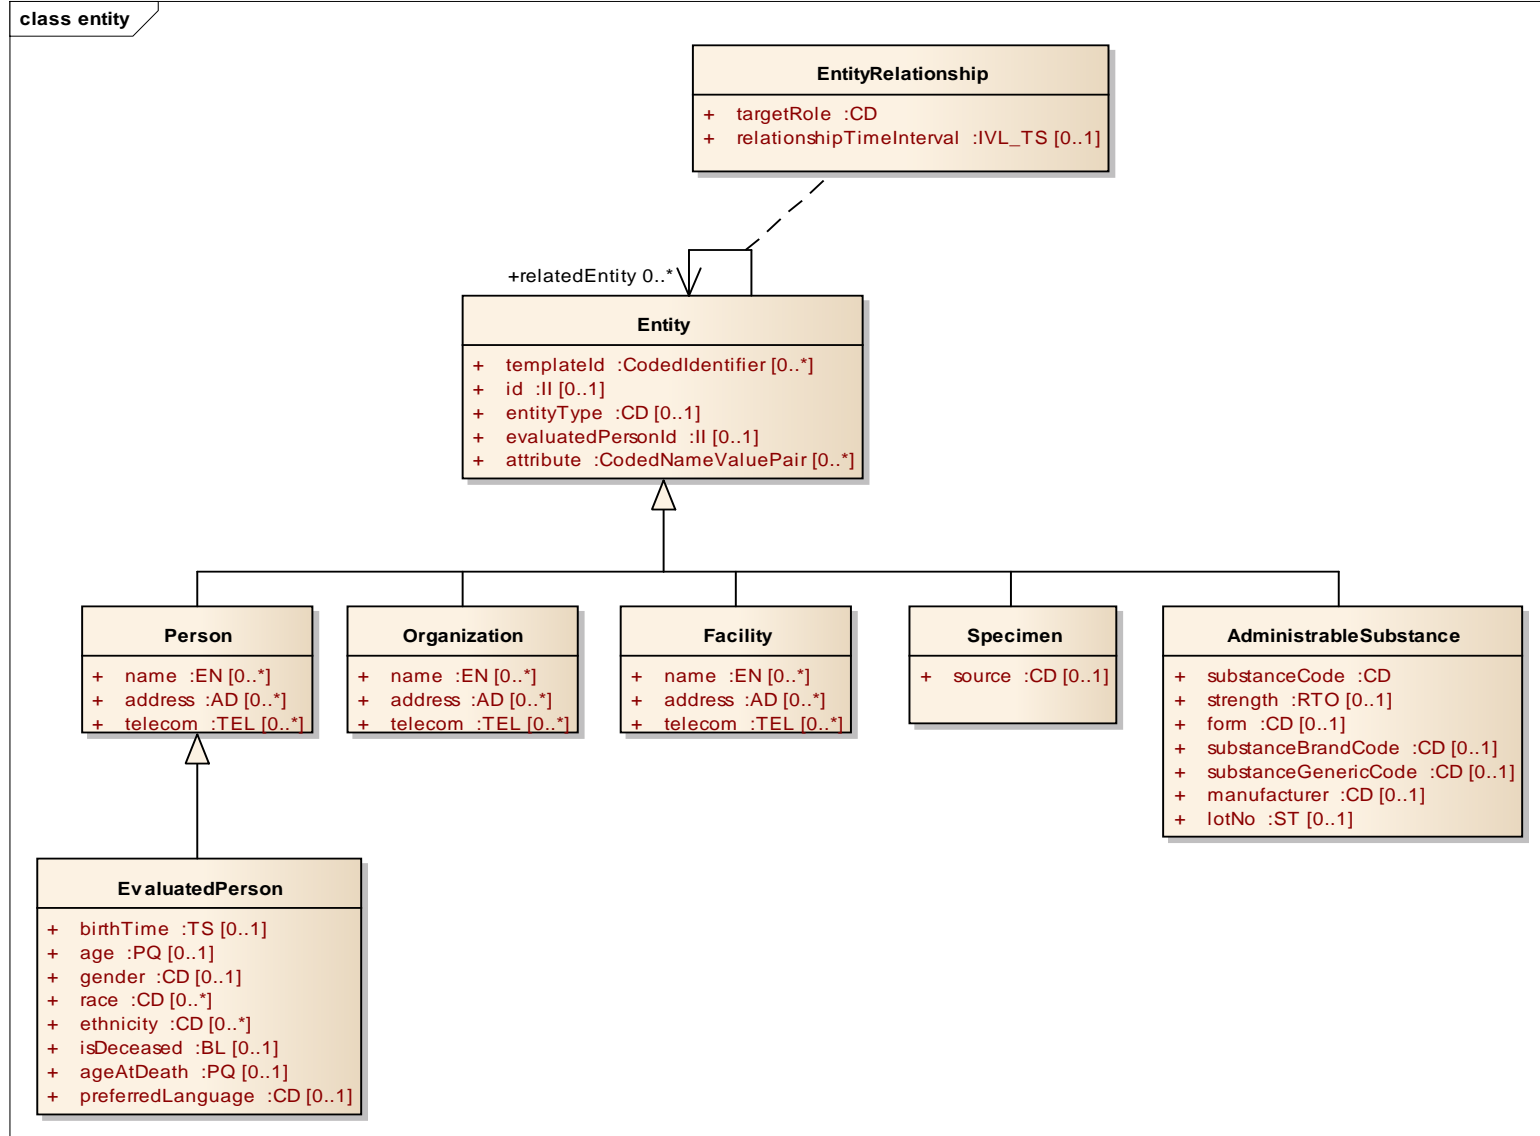 class entity
EntityRelationship
+ targetRole :CD
+ relationshipTimeInterval :IVL_TS [0..1]
+relatedEntity 0..*
Entity
+ templateId :CodedIdentifier [0..*]
+ id :II [0..1]
+ entityType :CD [0..1]
+ evaluatedPersonId :II [0..1]
+ attribute :CodedNameValuePair [0..*]
Person
+ name :EN [0..*]
+ address :AD [0..*]
+ telecom :TEL [0..*]
Organization
+ name :EN [0..*]
+ address :AD [0..*]
+ telecom :TEL [0..*]
Facility
+ name :EN [0..*]
+ address :AD [0..*]
+ telecom :TEL [0..*]
Specimen
+ source :CD [0..1]
AdministrableSubstance
+ substanceCode :CD
+ strength :RTO [0..1]
+ form :CD [0..1]
+ substanceBrandCode :CD [0..1]
+ substanceGenericCode :CD [0..1]
+ manufacturer :CD [0..1]
+ lotNo :ST [0..1]
EvaluatedPerson
+ birthTime :TS [0..1]
+ age :PQ [0..1]
+ gender :CD [0..1]
+ race :CD [0..*]
+ ethnicity :CD [0..*]
+ isDeceased :BL [0..1]
+ ageAtDeath :PQ [0..1]
+ preferredLanguage :CD [0..1]